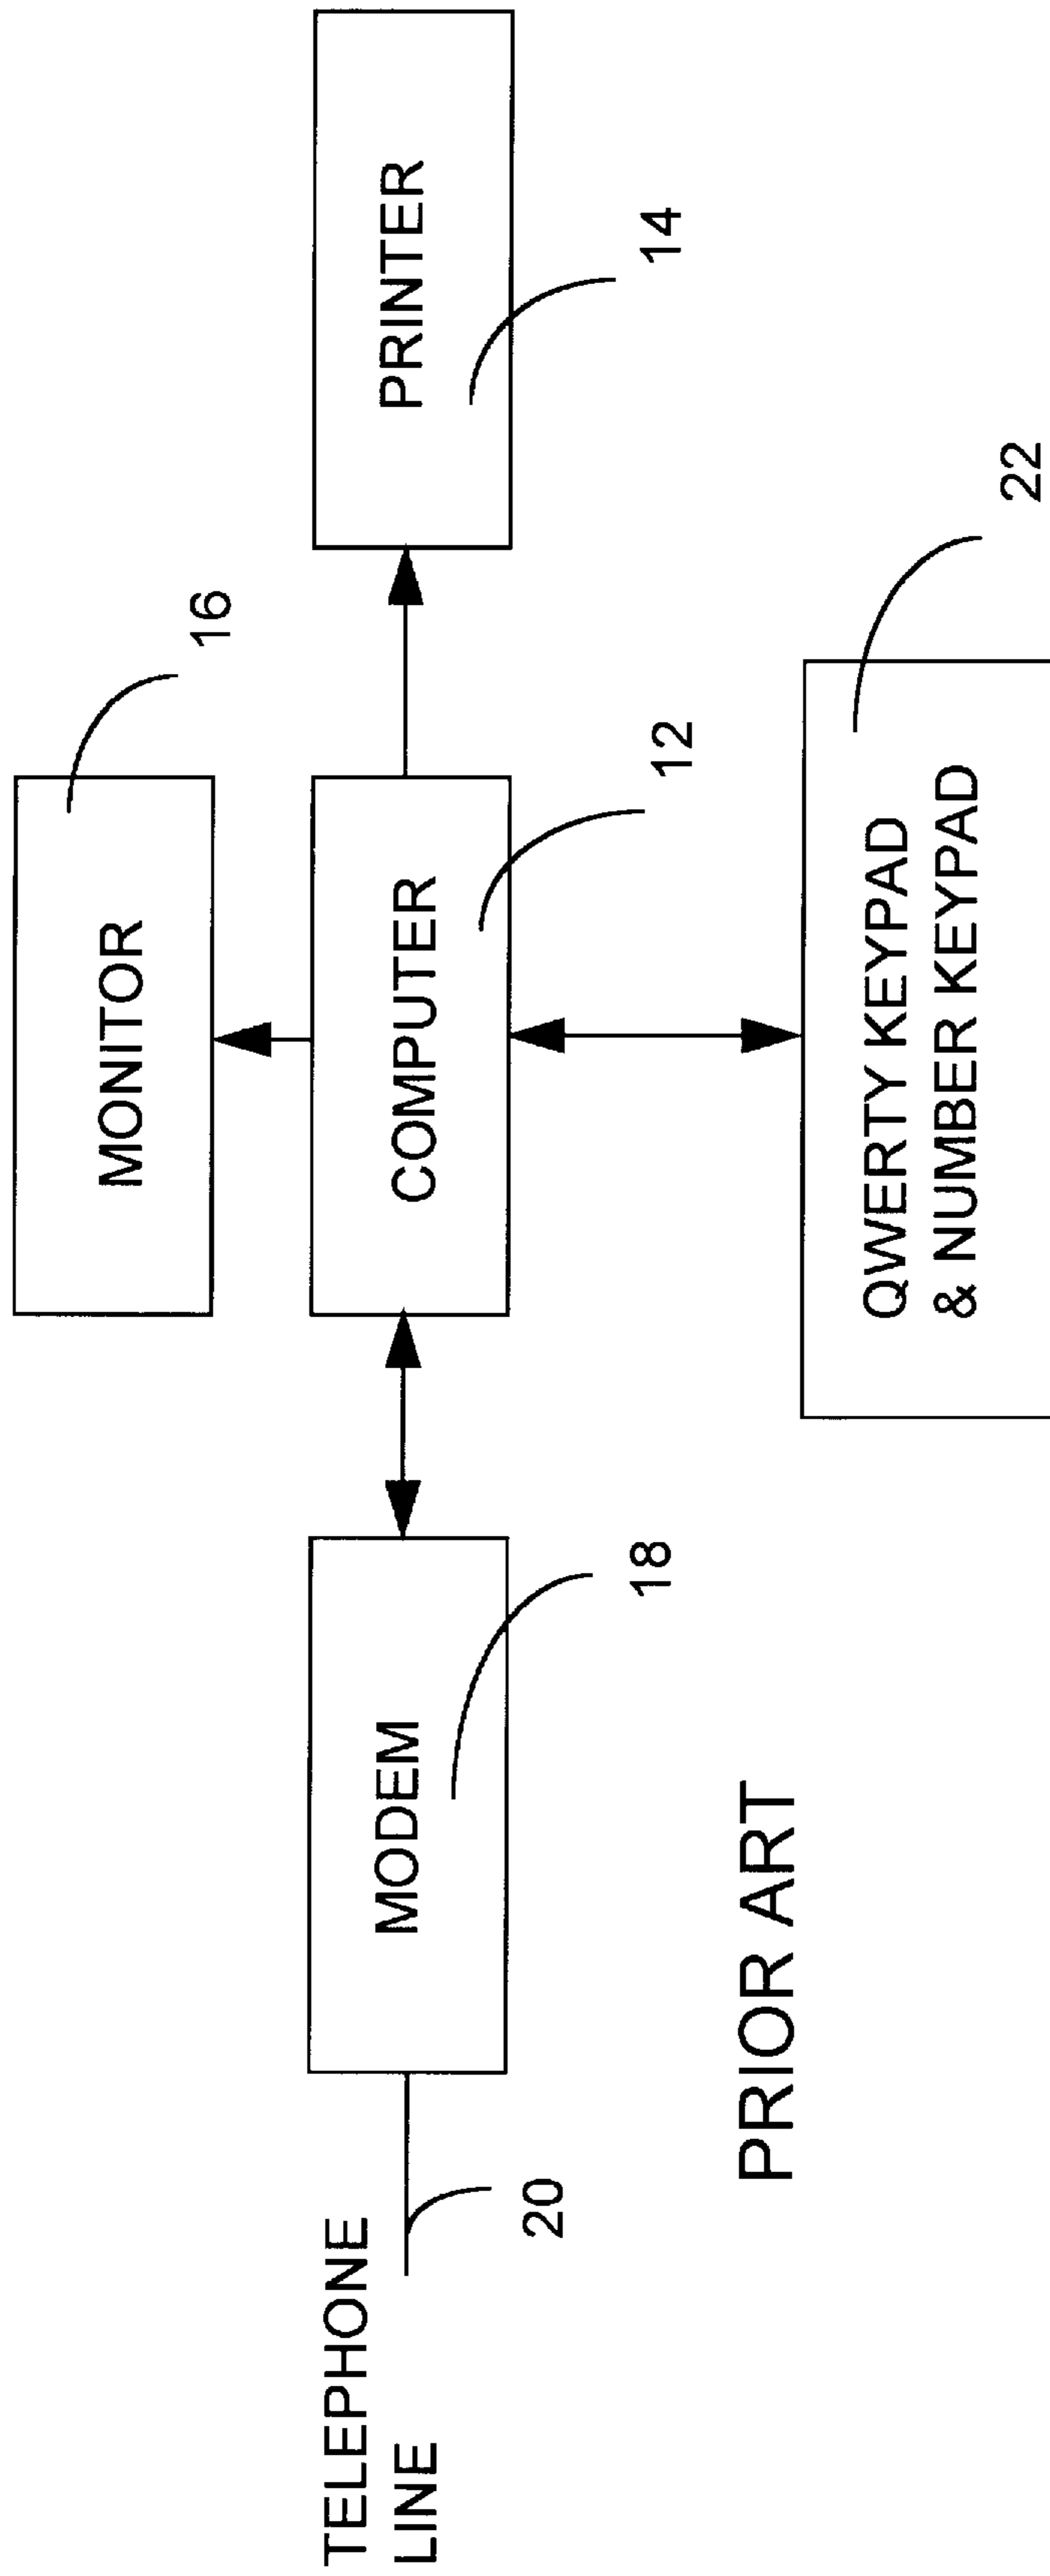 MONITOR
16
TELEPHONE
LINE
20
MODEM
18
COMPUTER
12
PRINTER
14
PRIOR ART
QWERTY KEYPAD
& NUMBER KEYPAD
22